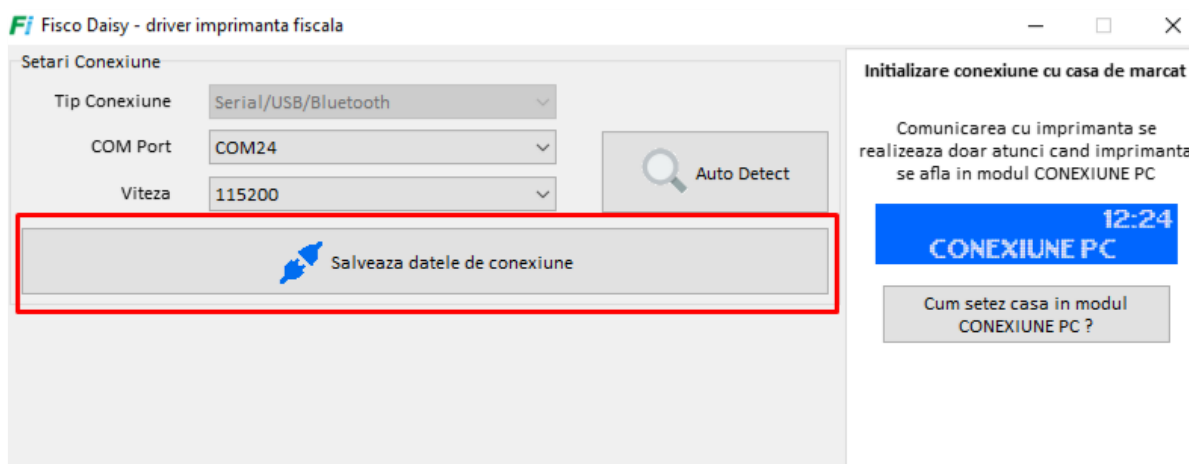 Fi Fisco Daisy - driver imprimanta fiscala
Setari Conexiune
Tip Conexiune Serial/USB/Bluetooth
COM Port COM24
Viteza 115200
Auto Detect
Salveaza datele de conexiune
Initializare conexiune cu casa de marcat
Comunicarea cu imprimanta se
realizeaza doar atunci cand imprimanta
se afla in modul CONEXIUNE PC
12:24
CONEXIUNE PC
Cum setez casa in modul
CONEXIUNE PC ?